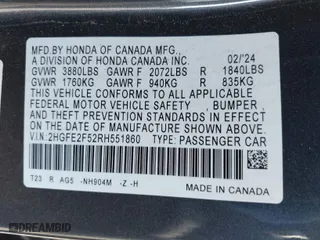 MFD.BY HONDA OF CANADA MFG.,
A DIVISION OF HONDA CANADA INC. 02/'24
GVWR 3880LBS GAWR F 2072LBS R 1840LBS
GVWR 1760KG GAWR F 940KG R 835KG
THIS VEHICLE CONFORMS TO ALL APPLICABLE
FEDERAL MOTOR VEHICLE SAFETY , BUMPER ,
AND THEFT PREVENTION STANDARDS IN EFFECT
ON THE DATE OF MANUFACTURE SHOWN ABOVE.
VIN: 2HGFE2F52RH551860 TYPE: PASSENGER CAR
T23 R AG5 -NH904M -Z -H
MADE IN CANADA
DREAMBID